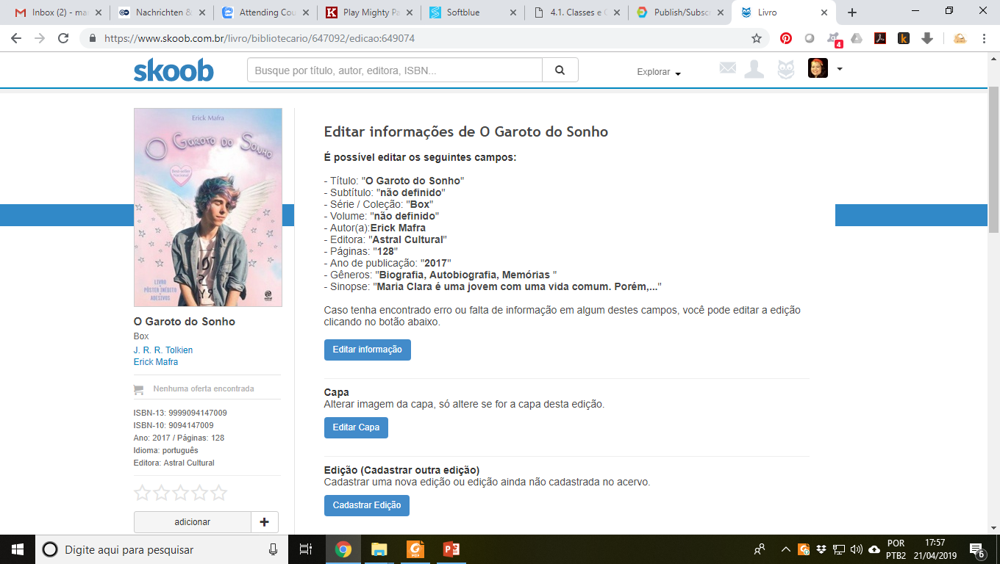 Inbox (2) - ma
Nachrichten &
Attending Cou
Play Mighty Pa
Softblue
4.1. Classes e
Publish/Subsc
Livro
https://www.skoob.com.br/livro/bibliotecario/647092/edicao:649074
4
skoob
Busque por título, autor, editora, ISBN...
Explorar
Erick Mafra
O Garoto do Sonho
Best-seller
Nacional
LIVRO
PÔSTER INÉDITO
ADESIVOS
O Garoto do Sonho
Box
J. R. R. Tolkien
Erick Mafra
Nenhuma oferta encontrada
ISBN-13: 9999094147009
ISBN-10: 9094147009
Ano: 2017 / Páginas: 128
Idioma: português
Editora: Astral Cultural
adicionar
Editar informações de O Garoto do Sonho
É possível editar os seguintes campos:
- Título: "O Garoto do Sonho"
- Subtítulo: "não definido"
- Série / Coleção: "Box"
- Volume: "não definido"
- Autor(a):Erick Mafra
- Editora: "Astral Cultural"
- Páginas: "128"
- Ano de publicação: "2017"
- Gêneros: "Biografia, Autobiografia, Memórias "
- Sinopse: "Maria Clara é uma jovem com uma vida comum. Porém,..."
Caso tenha encontrado erro ou falta de informação em algum destes campos, você pode editar a edição
clicando no botão abaixo.
Editar informação
Capa
Alterar imagem da capa, só altere se for a capa desta edição.
Editar Capa
Edição (Cadastrar outra edição)
Cadastrar uma nova edição ou edição ainda não cadastrada no acervo.
Cadastrar Edição
Digite aqui para pesquisar
POR
PTB2
17:57
21/04/2019
6